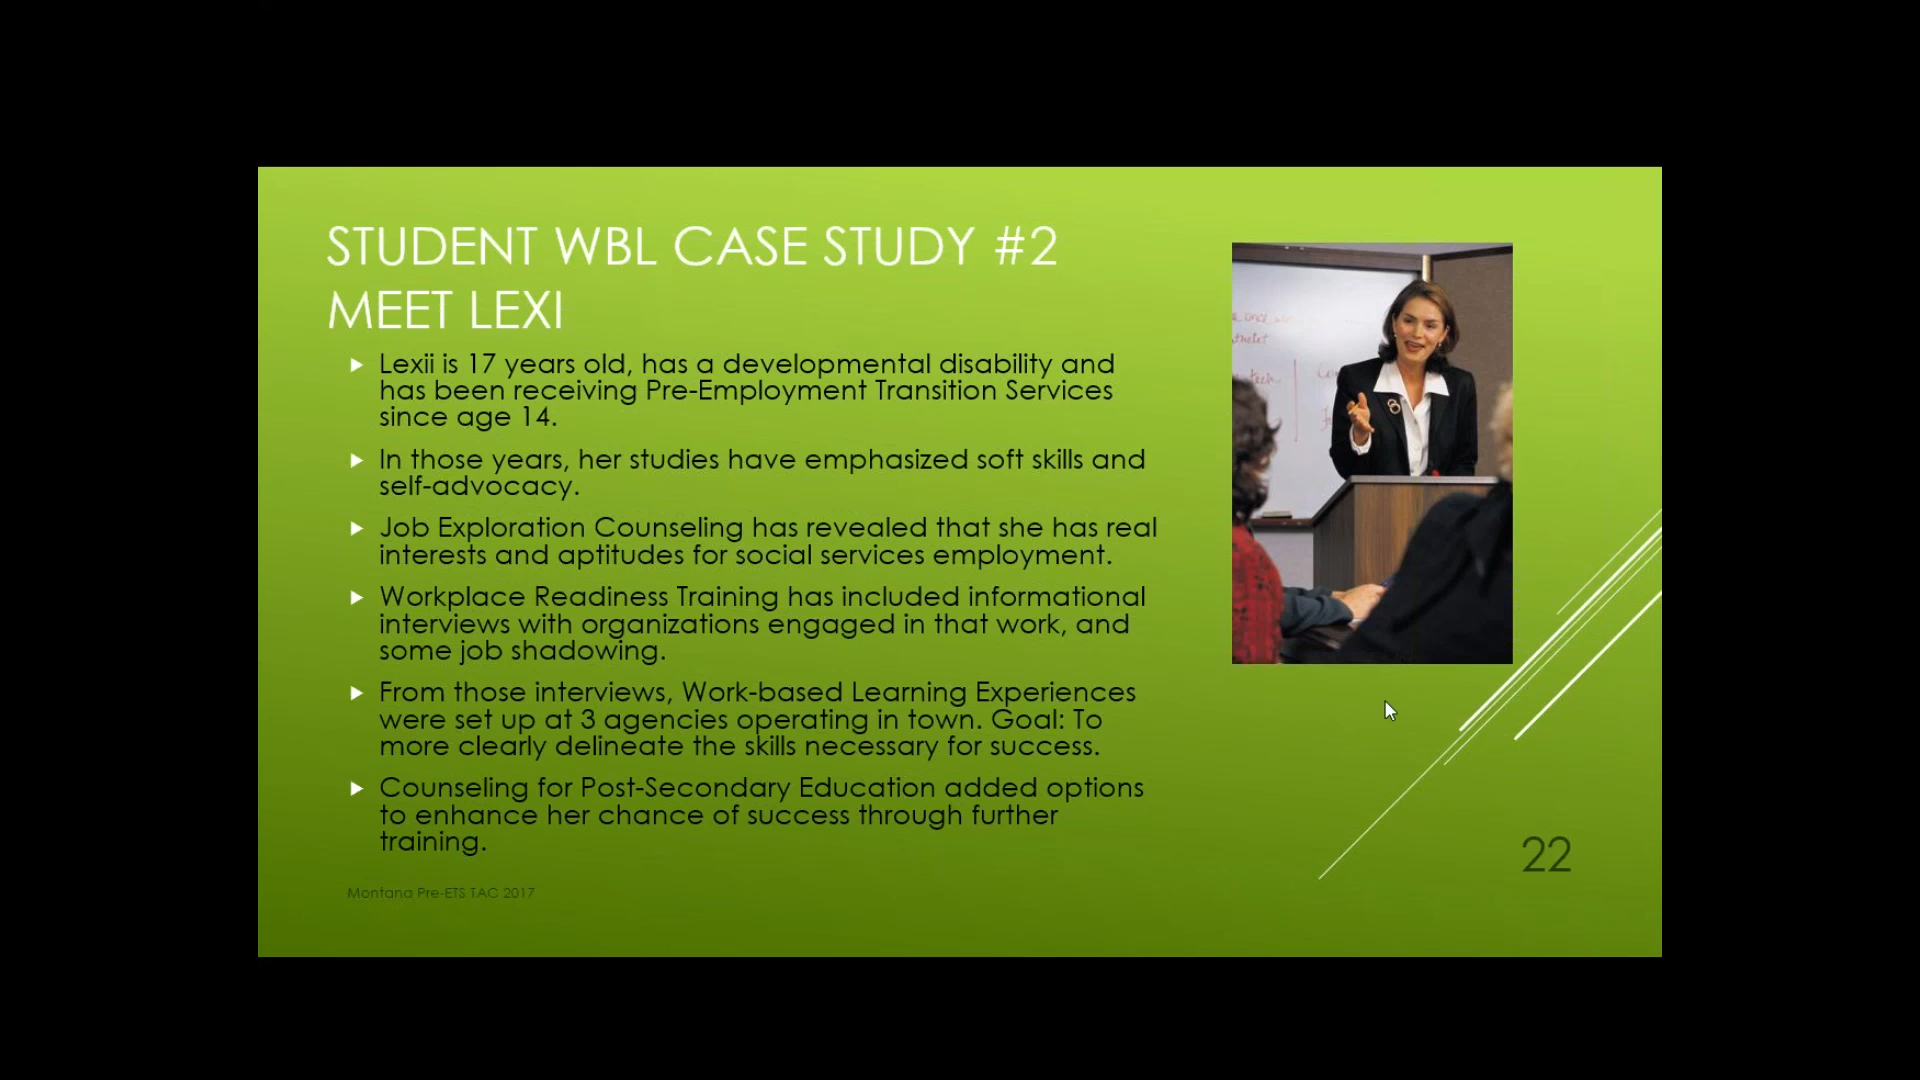 STUDENT WBL CASE STUDY #2
MEET LEXI
Lexii is 17 years old, has a developmental disability and
has been receiving Pre-Employment Transition Services
since age 14.
In those years, her studies have emphasized soft skills and
self-advocacy.
Job Exploration Counseling has revealed that she has real
interests and aptitudes for social services employment.
Workplace Readiness Training has included informational
interviews with organizations engaged in that work, and
some job shadowing.
From those interviews, Work-based Learning Experiences
were set up at 3 agencies operating in town. Goal: To
more clearly delineate the skills necessary for success.
Counseling for Post-Secondary Education added options
to enhance her chance of success through further
training.
22
Montana Pre-ETS TAC 2017